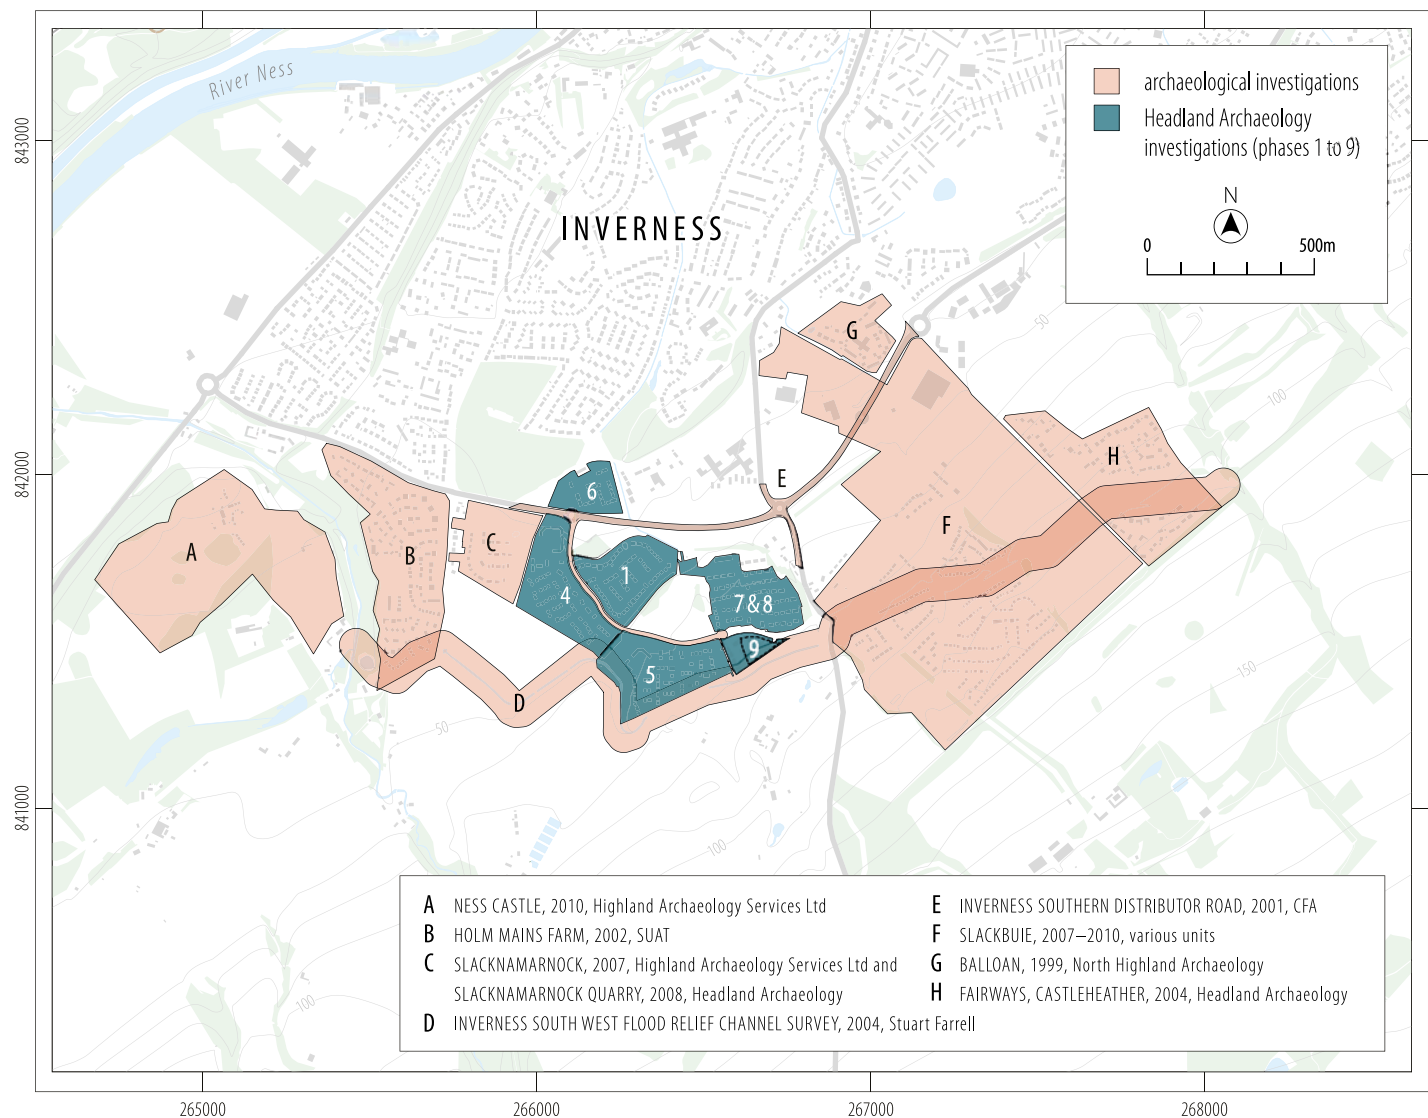 River Ness
INVERNESS
archaeological investigations
Headland Archaeology
investigations (phases 1 to 9)
N
0 500m
843000
842000
841000
50
100
G
H
E
6
F
A
B
C
1
4
7&8
9
5
D
150
50
100
100
A NESS CASTLE, 2010, Highland Archaeology Services Ltd
B HOLM MAINS FARM, 2002, SUAT
C SLACKNAMARNOCK, 2007, Highland Archaeology Services Ltd and
SLACKNAMARNOCK QUARRY, 2008, Headland Archaeology
D INVERNESS SOUTH WEST FLOOD RELIEF CHANNEL SURVEY, 2004, Stuart Farrell
E INVERNESS SOUTHERN DISTRIBUTOR ROAD, 2001, CFA
F SLACKBUIE, 2007–2010, various units
G BALLOAN, 1999, North Highland Archaeology
H FAIRWAYS, CASTLEHEATHER, 2004, Headland Archaeology
265000 266000 267000 268000